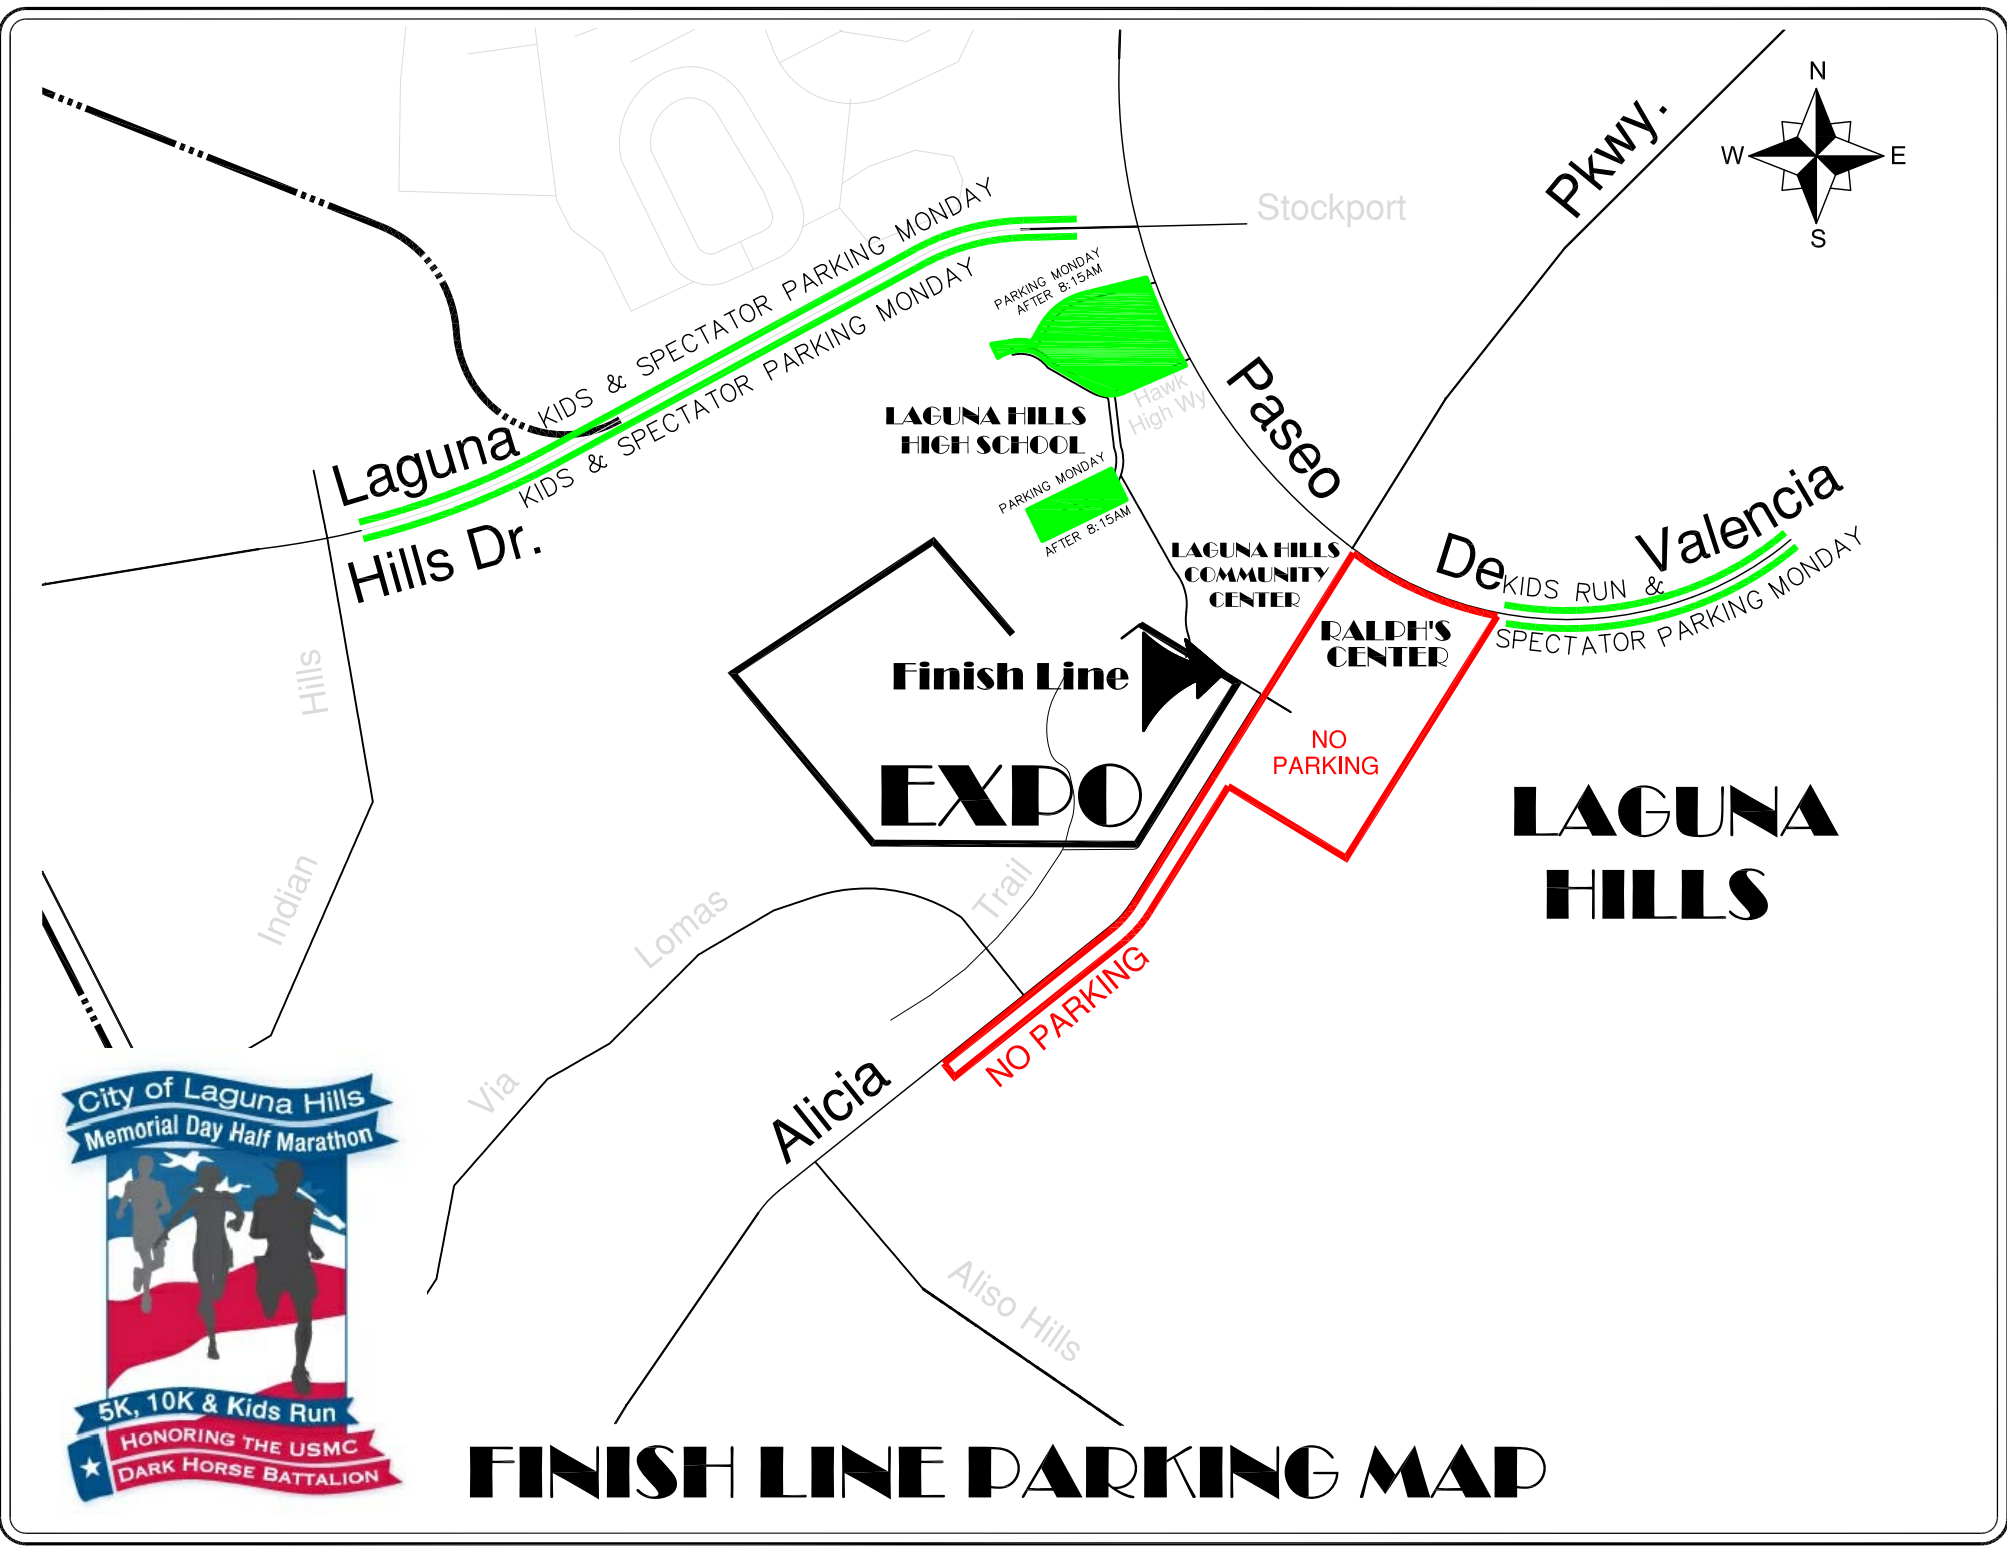 N
W E
S
Pkwy.
Stockport
KIDS & SPECTATOR PARKING MONDAY
KIDS & SPECTATOR PARKING MONDAY
PARKING MONDAY
AFTER 8:15AM
Laguna
Hills Dr.
Hawk
High Wy
Paseo
LAGUNA HILLS
HIGH SCHOOL
PARKING MONDAY
AFTER 8:15AM
De
Valencia
KIDS RUN &
SPECTATOR PARKING MONDAY
LAGUNA HILLS
COMMUNITY
CENTER
RALPH'S
CENTER
Finish Line
EXPO
NO
PARKING
LAGUNA
HILLS
Hills
Indian
Lomas
Via
Trail
NO PARKING
Alicia
Aliso Hills
City of Laguna Hills
Memorial Day Half Marathon
5K, 10K & Kids Run
HONORING THE USMC
DARK HORSE BATTALION
FINISH LINE PARKING MAP